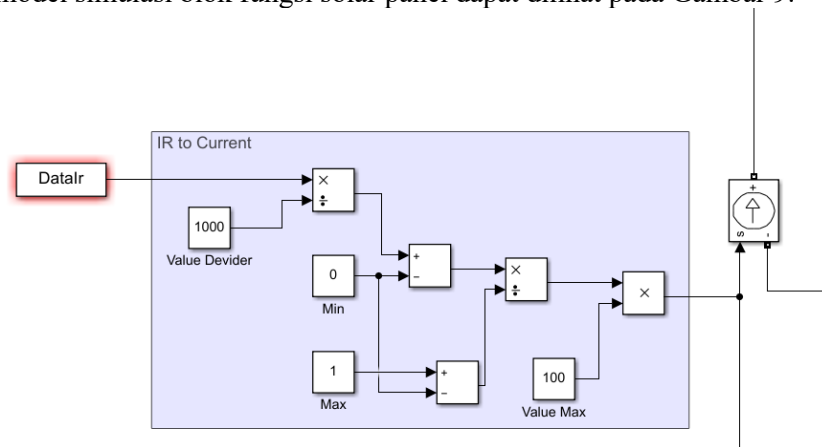 model simulasi blok fungsi solar panel dapat dilihat pada Gambar 9.
IR to Current
DataIr
×
÷
1000
Value Devider
+
−
0
Min
×
÷
×
1
Max
+
−
100
Value Max
+
s
-